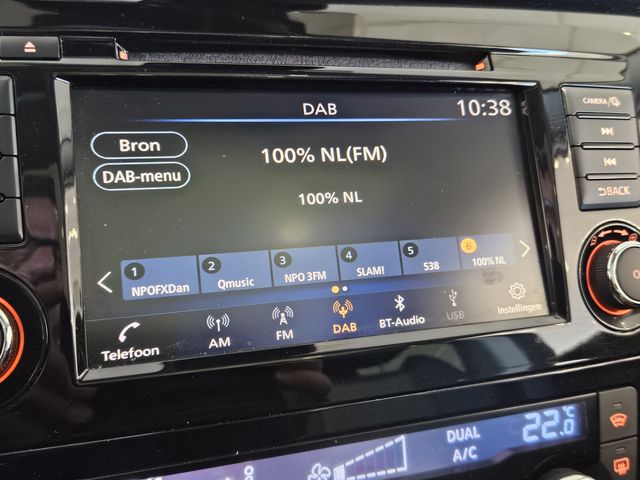 DAB
10:38
CAMERA
Bron
100% NL(FM)
DAB-menu
100% NL
BACK
1 2 3 4 5 6
NPOFXDan Qmusic NPO 3FM SLAM! 538 100% NL
Telefoon AM FM DAB BT-Audio USB Instellingen
DUAL
A/C
22.0°C